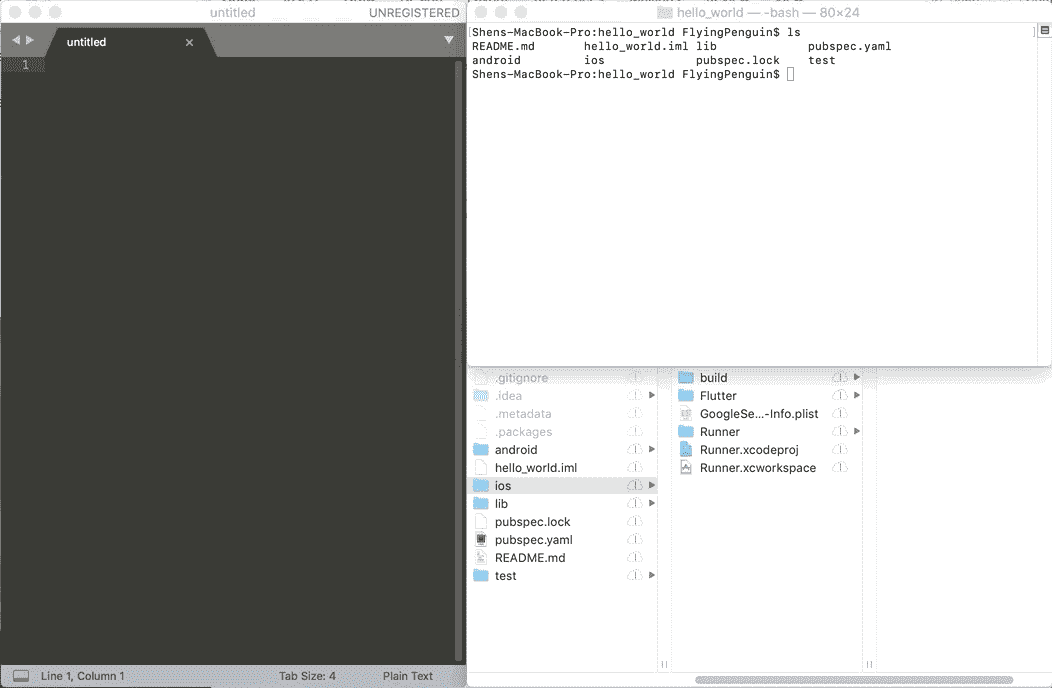 untitled
UNREGISTERED
untitled ×
1
Line 1, Column 1 Tab Size: 4 Plain Text
hello_world — -bash — 80×24
[Shens-MacBook-Pro:hello_world FlyingPenguin$ ls ]
README.md hello_world.iml lib pubspec.yaml
android ios pubspec.lock test
Shens-MacBook-Pro:hello_world FlyingPenguin$
.gitignore
.idea
.metadata
.packages
android
hello_world.iml
ios
lib
pubspec.lock
pubspec.yaml
README.md
test
build
Flutter
GoogleSe...-Info.plist
Runner
Runner.xcodeproj
Runner.xcworkspace